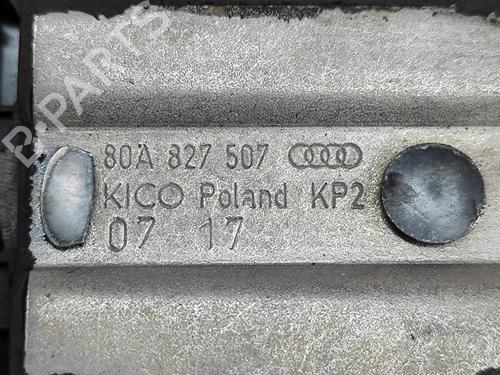 80A 827 507
KICO Poland KP2
07 17
B-PARTS